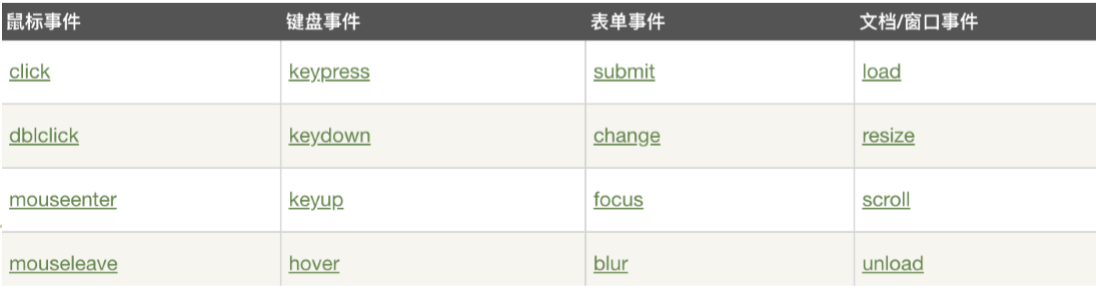 鼠标事件 键盘事件 表单事件 文档/窗口事件
click keypress submit load
dblclick keydown change resize
mouseenter keyup focus scroll
mouseleave hover blur unload